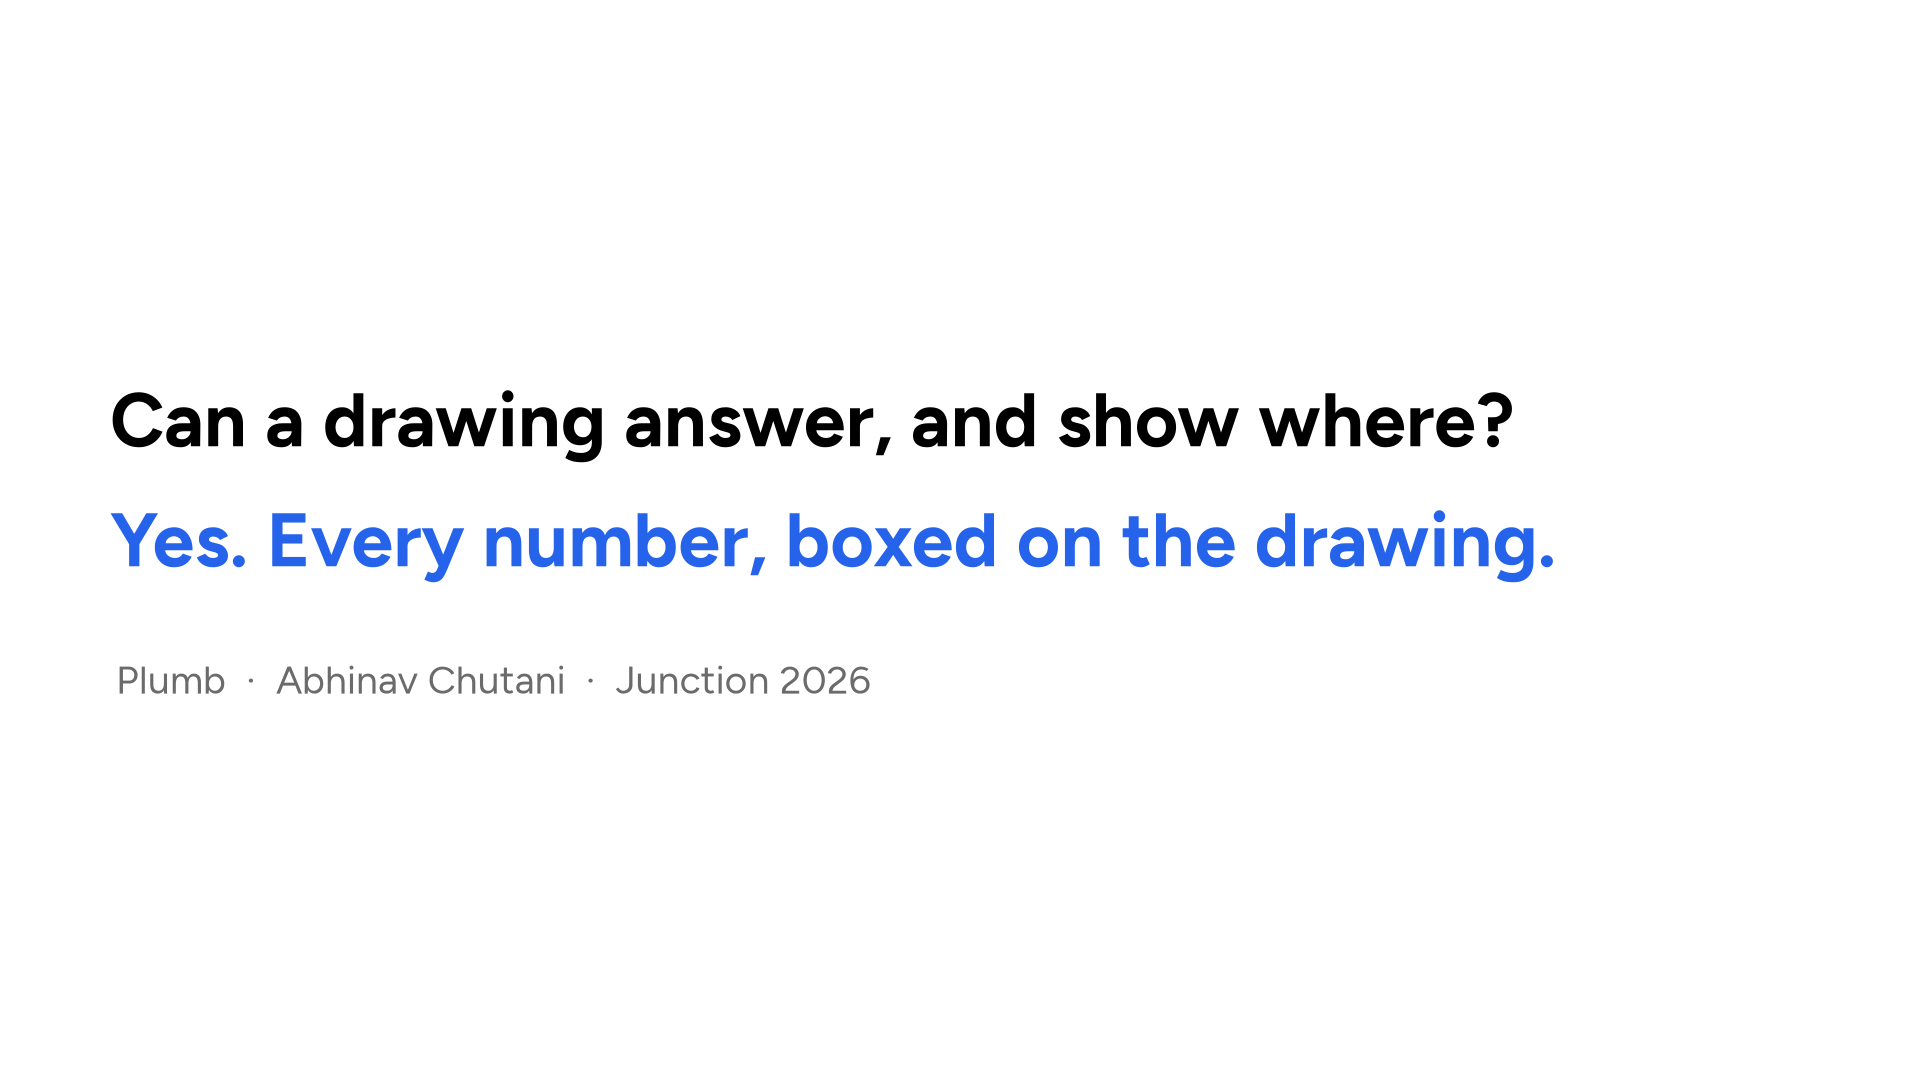 Can a drawing answer, and show where?
Yes. Every number, boxed on the drawing.
Plumb · Abhinav Chutani · Junction 2026